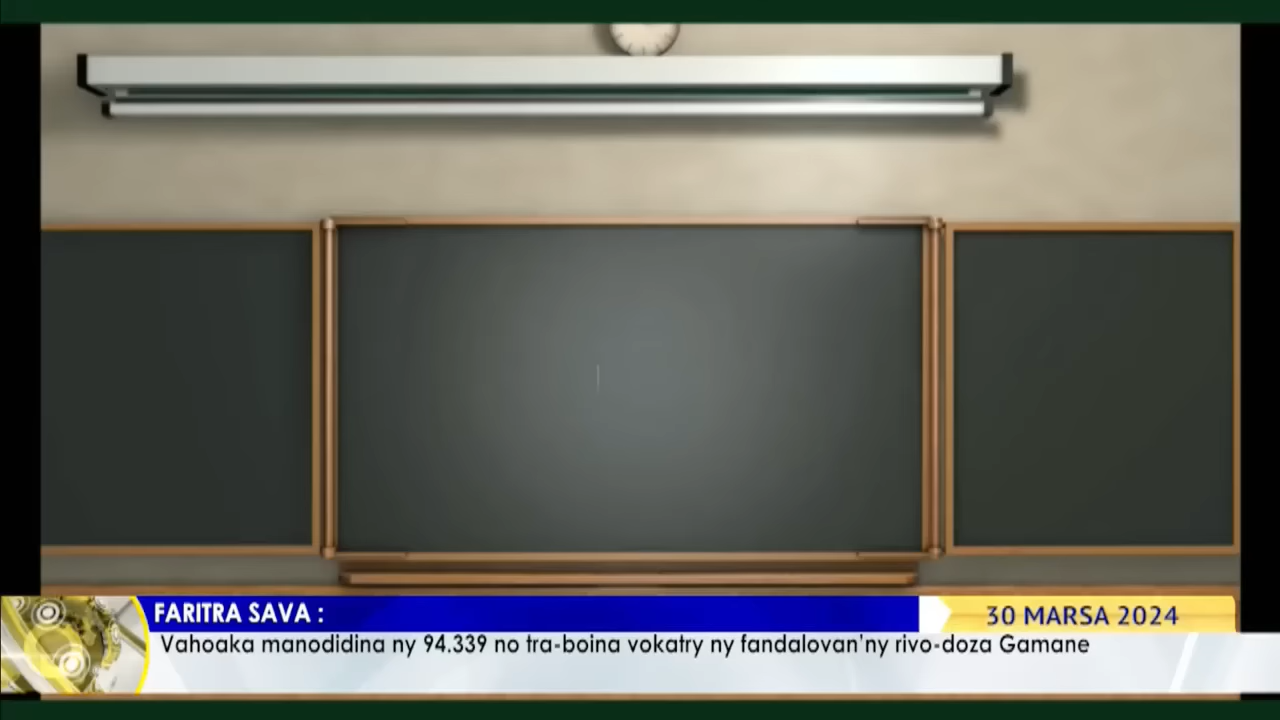 FARITRA SAVA :
30 MARSA 2024
Vahoaka manodidina ny 94.339 no tra-boina vokatry ny fandalovan'ny rivo-doza Gamane